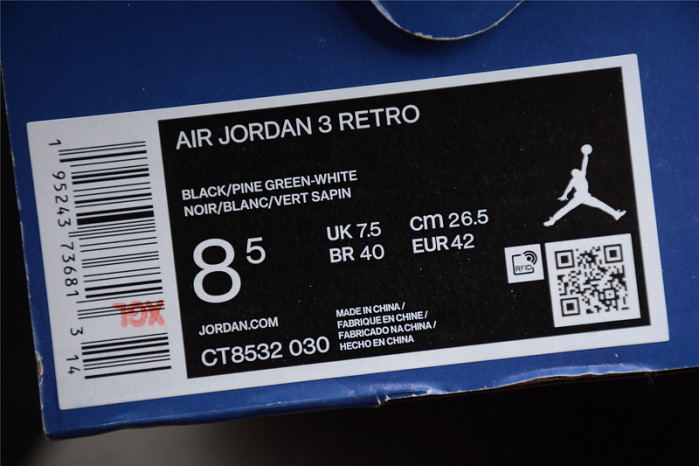 AIR JORDAN 3 RETRO
BLACK/PINE GREEN-WHITE
NOIR/BLANC/VERT SAPIN
8 5
UK 7.5
BR 40
cm 26.5
EUR 42
RFID
JORDAN.COM
CT8532 030
MADE IN CHINA /
FABRIQUE EN CHINE /
FABRICADO NA CHINA /
HECHO EN CHINA
1 95243 73681 3 14
XGL